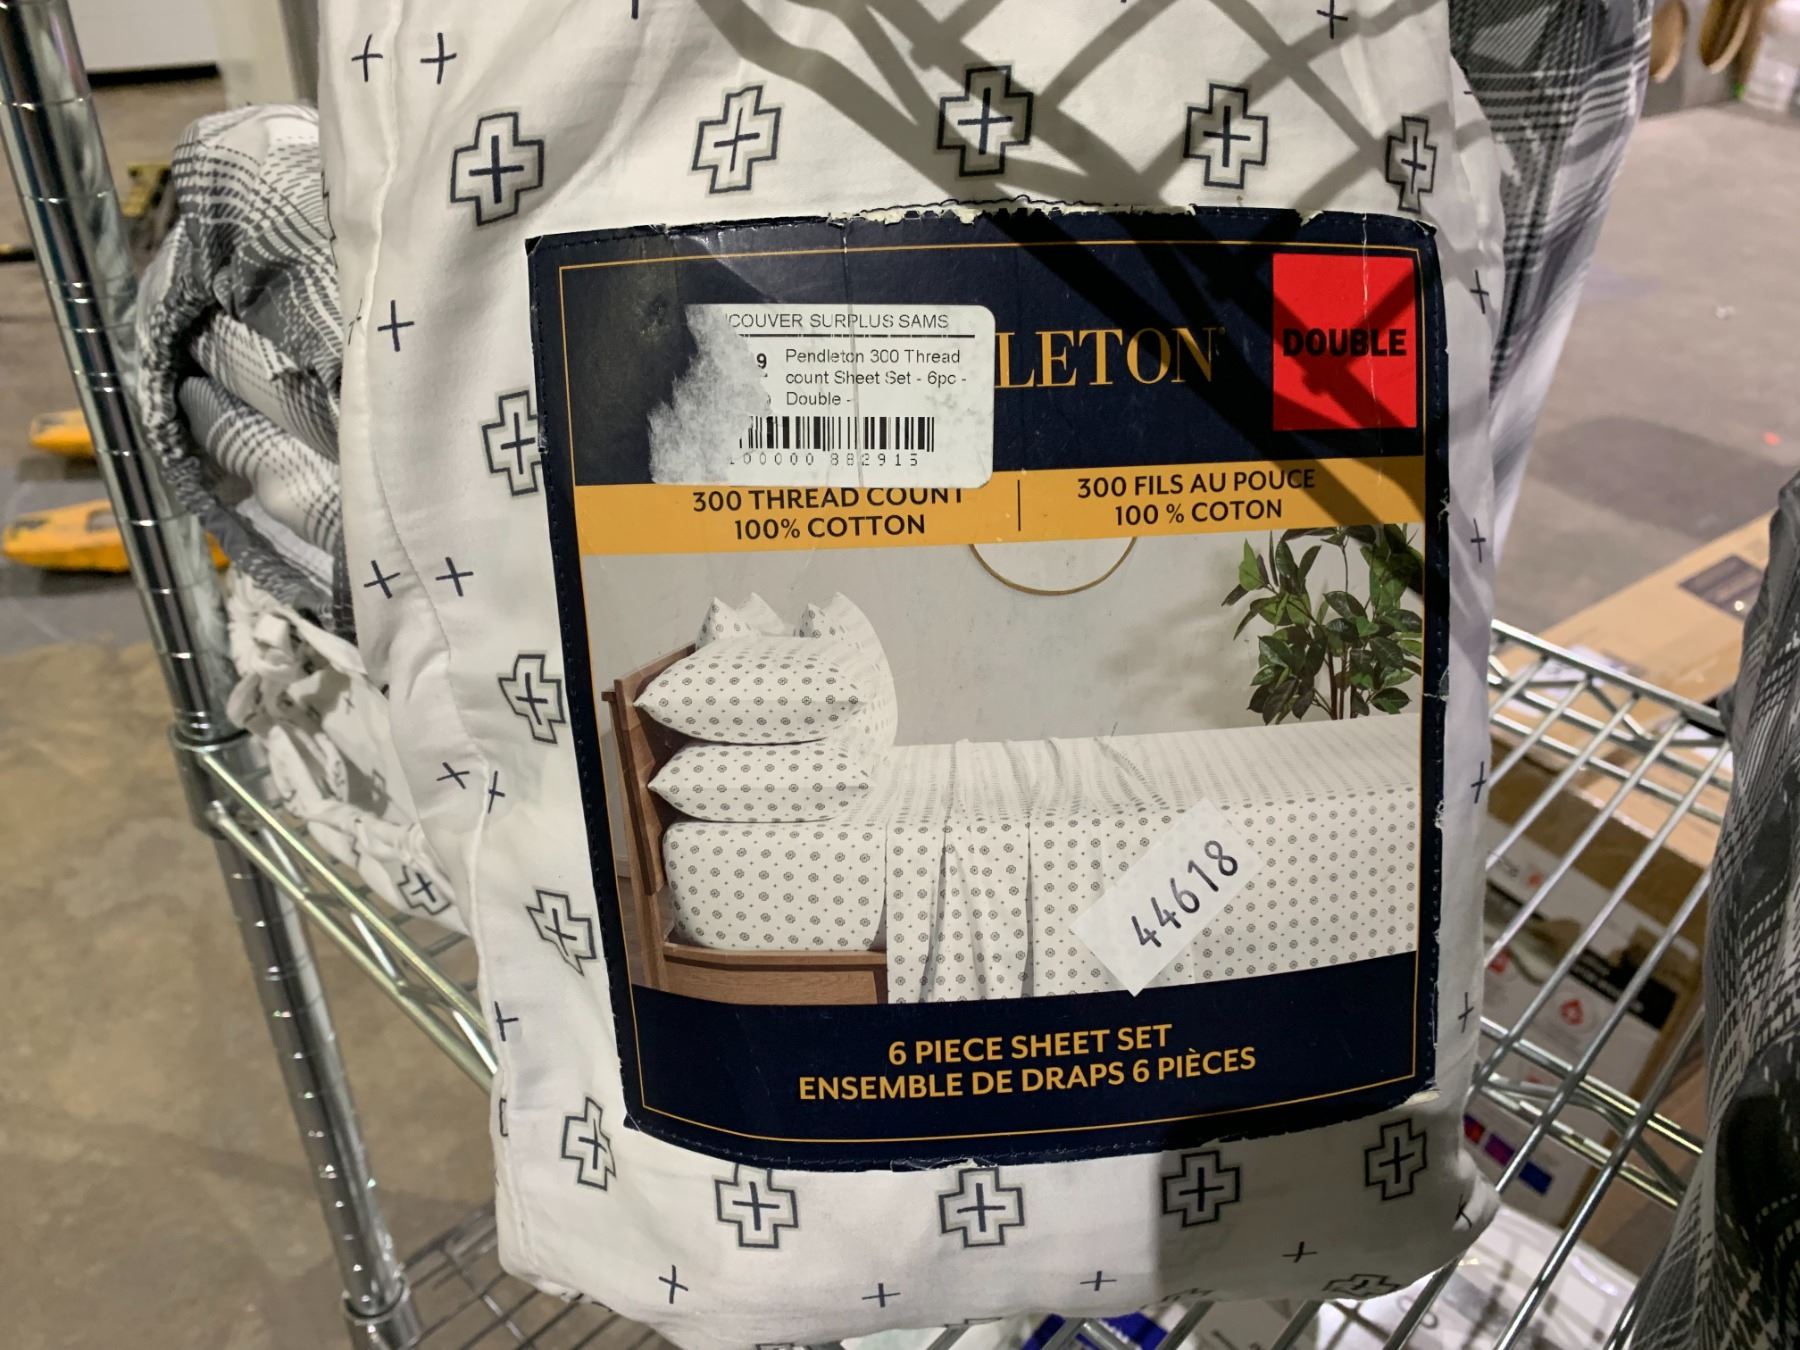 COUVER SURPLUS SAMS
9
Pendleton 300 Thread
count Sheet Set - 6pc -
Double -
882915
LETON
DOUBLE
300 THREAD COUNT
100% COTTON
300 FILS AU POUCE
100 % COTON
44618
6 PIECE SHEET SET
ENSEMBLE DE DRAPS 6 PIÈCES